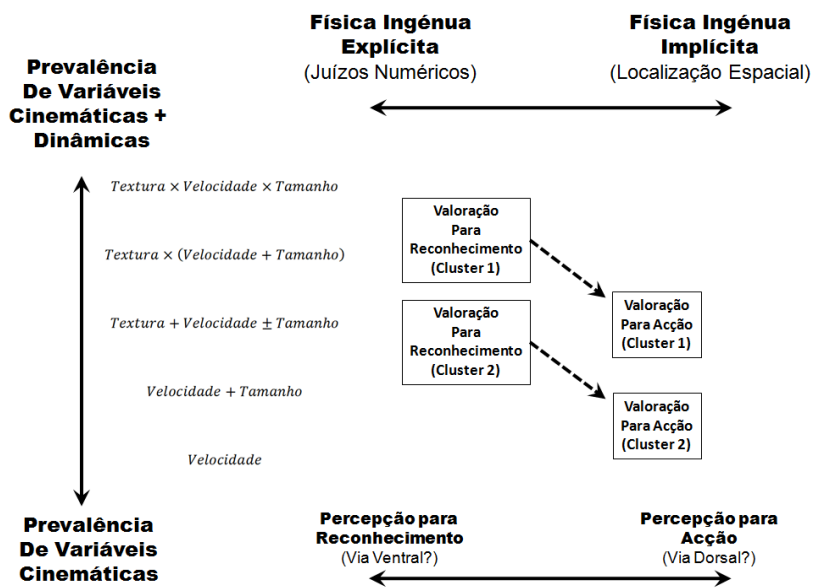 Física Ingénua
Explícita
(Juízos Numéricos)
Física Ingénua
Implícita
(Localização Espacial)
Prevalência
De Variáveis
Cinemáticas +
Dinâmicas
Textura × Velocidade × Tamanho
Textura × (Velocidade + Tamanho)
Textura + Velocidade ± Tamanho
Velocidade + Tamanho
Velocidade
Valoração
Para
Reconhecimento
(Cluster 1)
Valoração
Para
Reconhecimento
(Cluster 2)
Valoração
Para Acção
(Cluster 1)
Valoração
Para Acção
(Cluster 2)
Prevalência
De Variáveis
Cinemáticas
Percepção para
Reconhecimento
(Via Ventral?)
Percepção para
Acção
(Via Dorsal?)